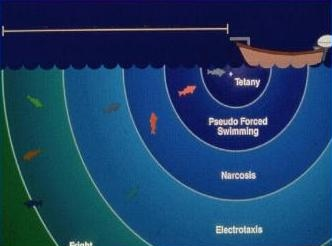 Tetany
Pseudo Forced
Swimming
Narcosis
Electrotaxis
Fright